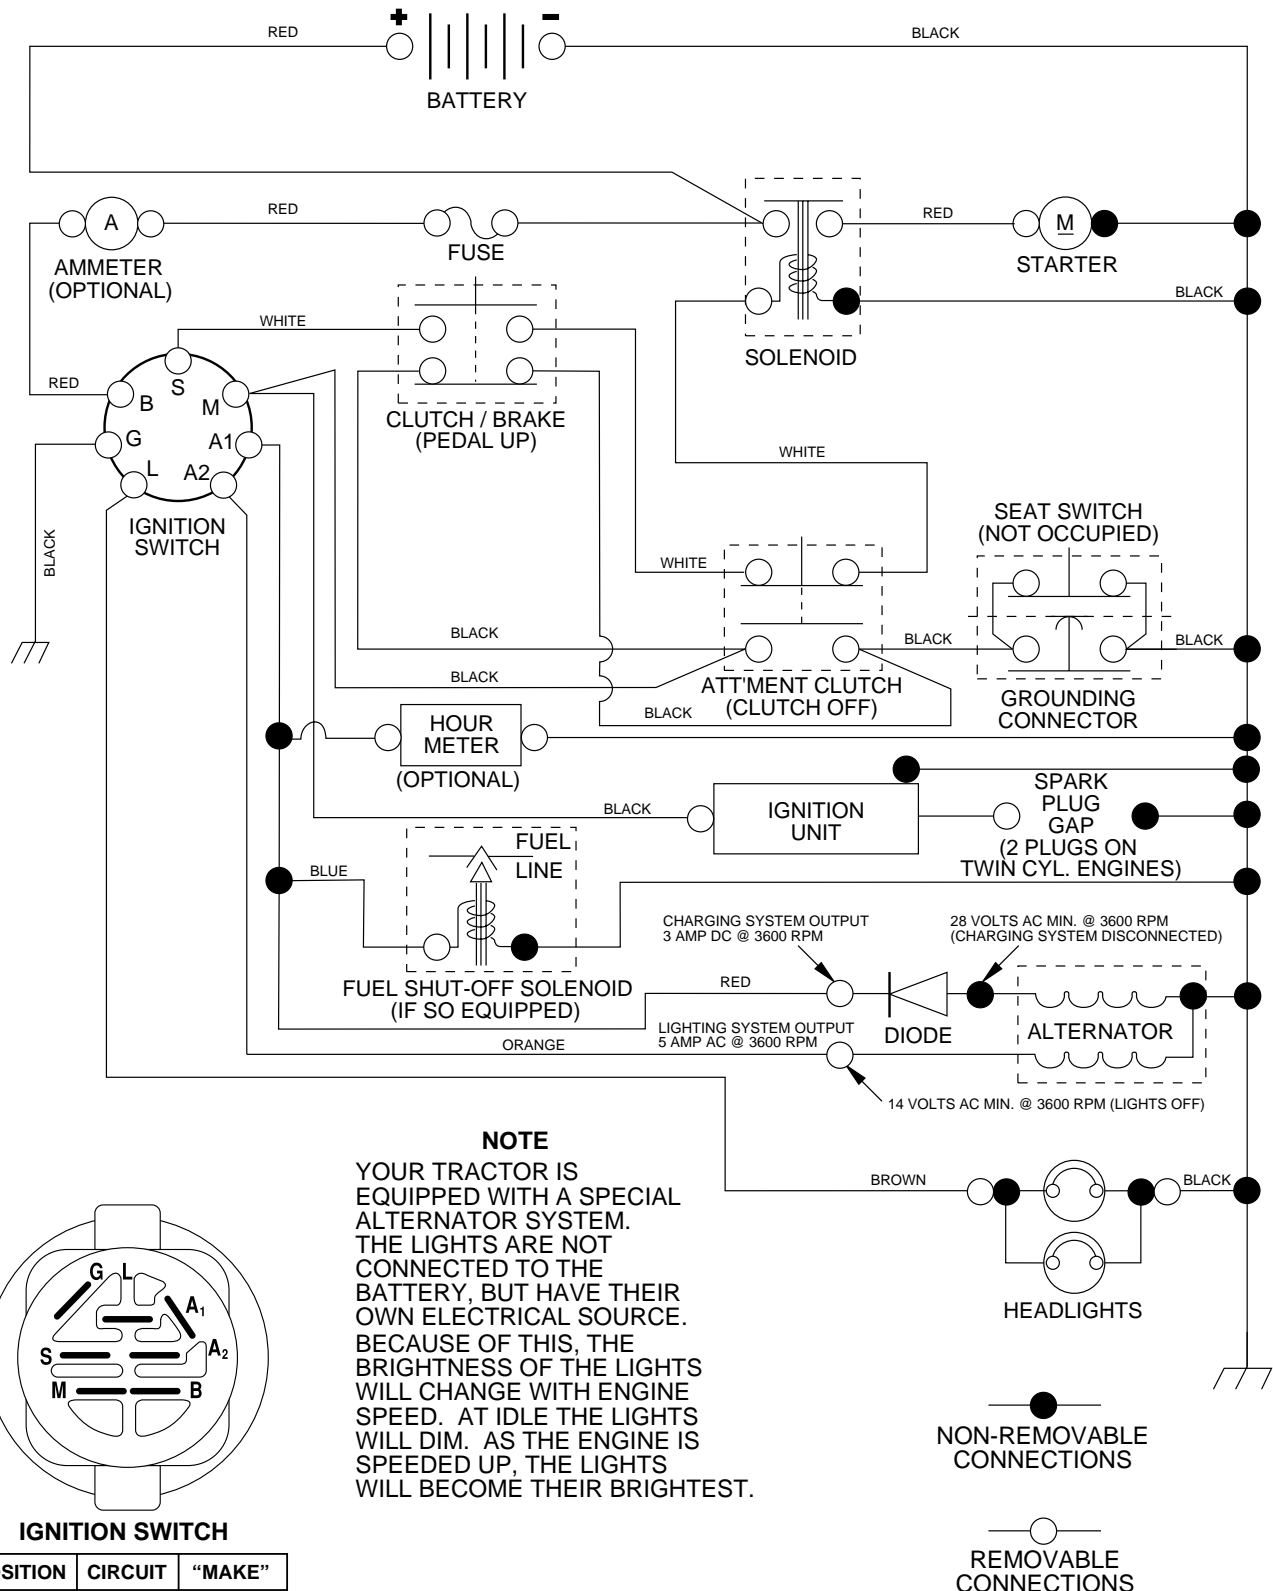 + −
RED
BLACK
BATTERY
RED
A
FUSE
RED
M
STARTER
AMMETER
(OPTIONAL)
BLACK
WHITE
SOLENOID
RED
S
B
M
G
A1
L
A2
IGNITION
SWITCH
BLACK
CLUTCH / BRAKE
(PEDAL UP)
WHITE
SEAT SWITCH
(NOT OCCUPIED)
WHITE
BLACK
BLACK
BLACK
BLACK
ATT'MENT CLUTCH
(CLUTCH OFF)
BLACK
GROUNDING
CONNECTOR
HOUR
METER
(OPTIONAL)
BLACK
IGNITION
UNIT
SPARK
PLUG
GAP
(2 PLUGS ON
TWIN CYL. ENGINES)
BLUE
FUEL
LINE
FUEL SHUT-OFF SOLENOID
(IF SO EQUIPPED)
CHARGING SYSTEM OUTPUT
3 AMP DC @ 3600 RPM
28 VOLTS AC MIN. @ 3600 RPM
(CHARGING SYSTEM DISCONNECTED)
RED
DIODE
ALTERNATOR
LIGHTING SYSTEM OUTPUT
5 AMP AC @ 3600 RPM
ORANGE
14 VOLTS AC MIN. @ 3600 RPM (LIGHTS OFF)
NOTE
YOUR TRACTOR IS
EQUIPPED WITH A SPECIAL
ALTERNATOR SYSTEM.
THE LIGHTS ARE NOT
CONNECTED TO THE
BATTERY, BUT HAVE THEIR
OWN ELECTRICAL SOURCE.
BECAUSE OF THIS, THE
BRIGHTNESS OF THE LIGHTS
WILL CHANGE WITH ENGINE
SPEED. AT IDLE THE LIGHTS
WILL DIM. AS THE ENGINE IS
SPEEDED UP, THE LIGHTS
WILL BECOME THEIR BRIGHTEST.
BROWN
BLACK
HEADLIGHTS
G L
A1
S
A2
M
B
IGNITION SWITCH
SITION CIRCUIT “MAKE”
NON-REMOVABLE
CONNECTIONS
REMOVABLE
CONNECTIONS